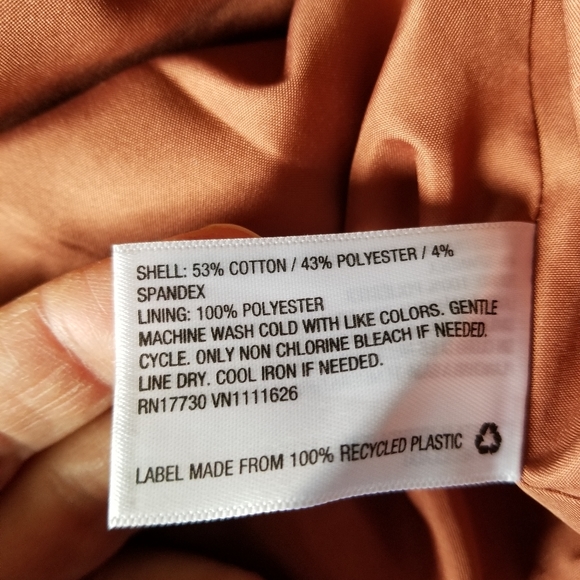 SHELL: 53% COTTON / 43% POLYESTER / 4%
SPANDEX
LINING: 100% POLYESTER
MACHINE WASH COLD WITH LIKE COLORS. GENTLE
CYCLE. ONLY NON CHLORINE BLEACH IF NEEDED.
LINE DRY. COOL IRON IF NEEDED.
RN17730 VN1111626
LABEL MADE FROM 100% RECYCLED PLASTIC